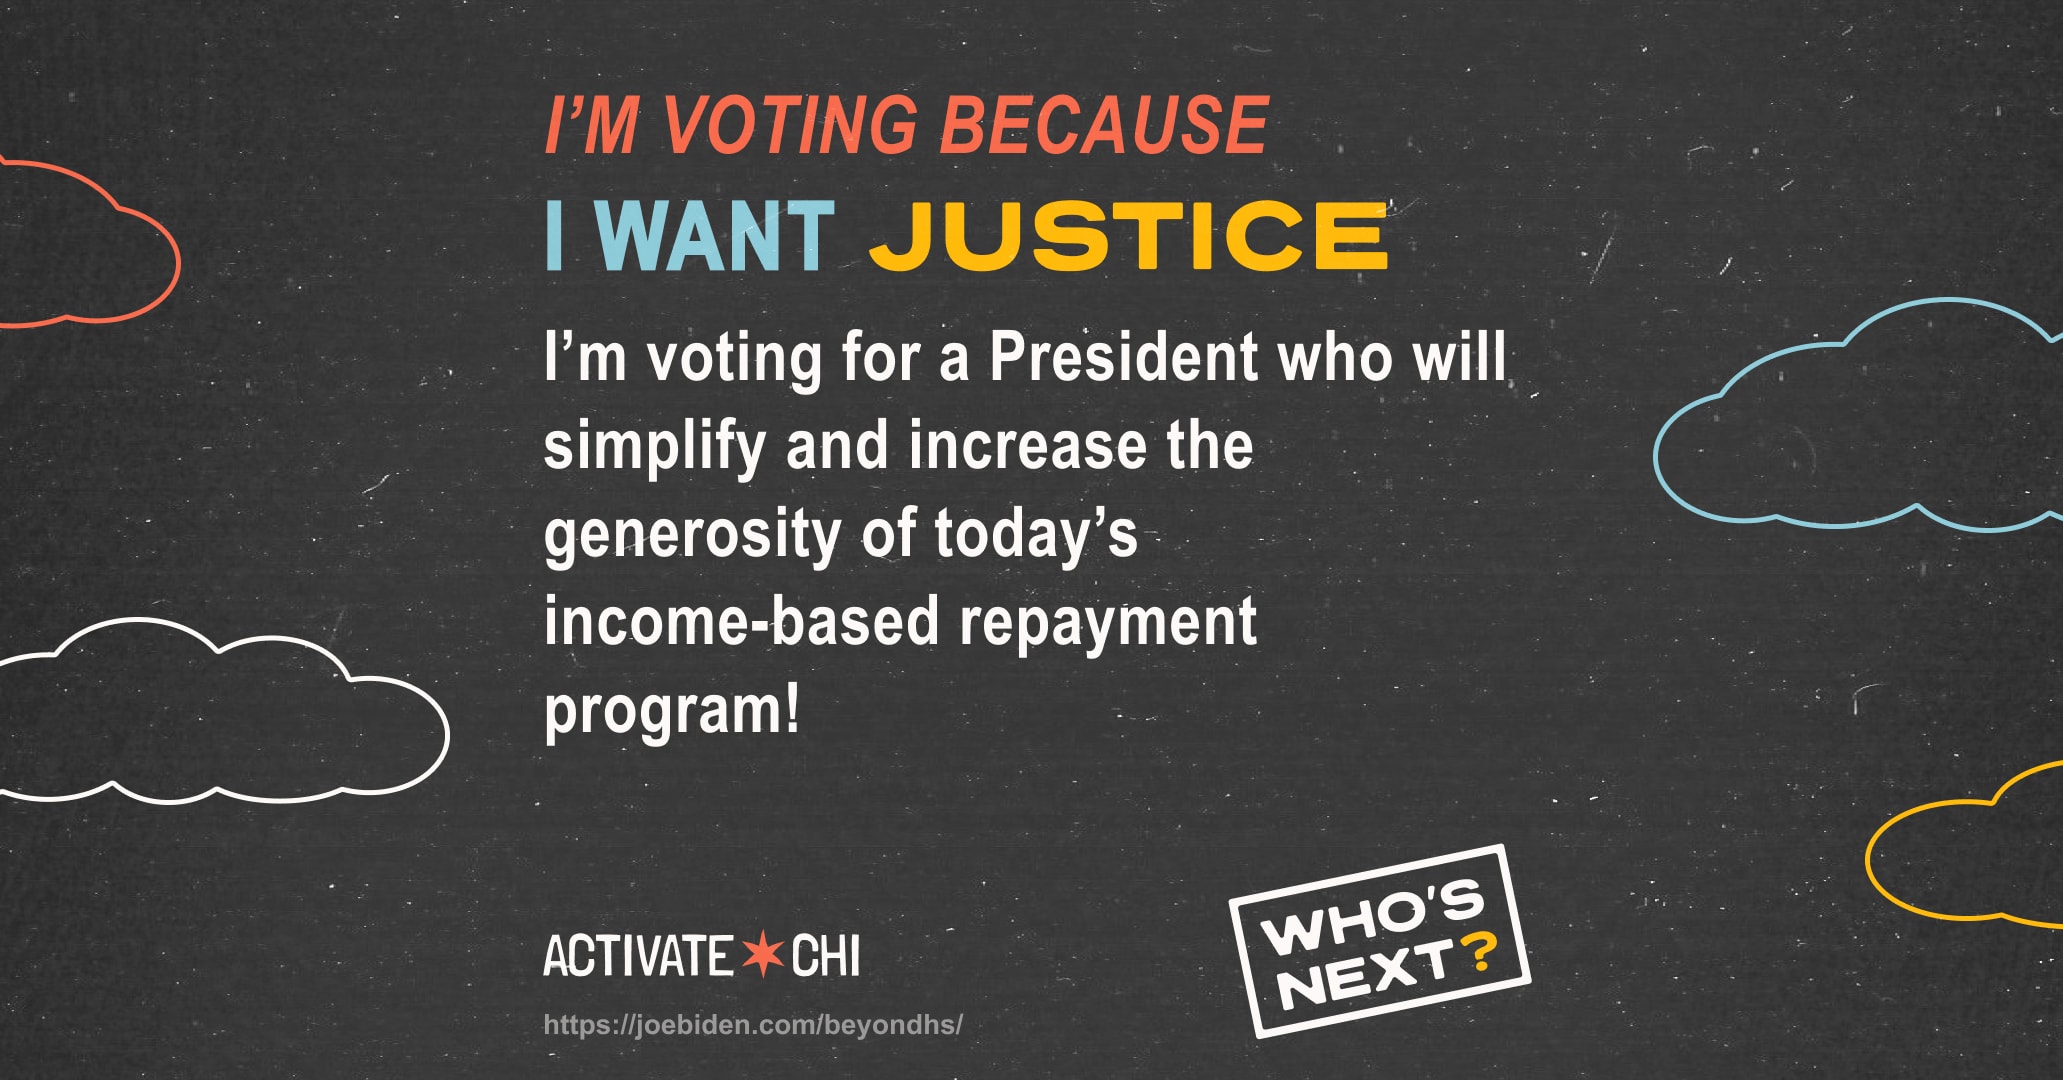 I’M VOTING BECAUSE
I WANT JUSTICE
I’m voting for a President who will
simplify and increase the
generosity of today’s
income-based repayment
program!
ACTIVATE CHI
https://joebiden.com/beyondhs/
WHO'S
NEXT?